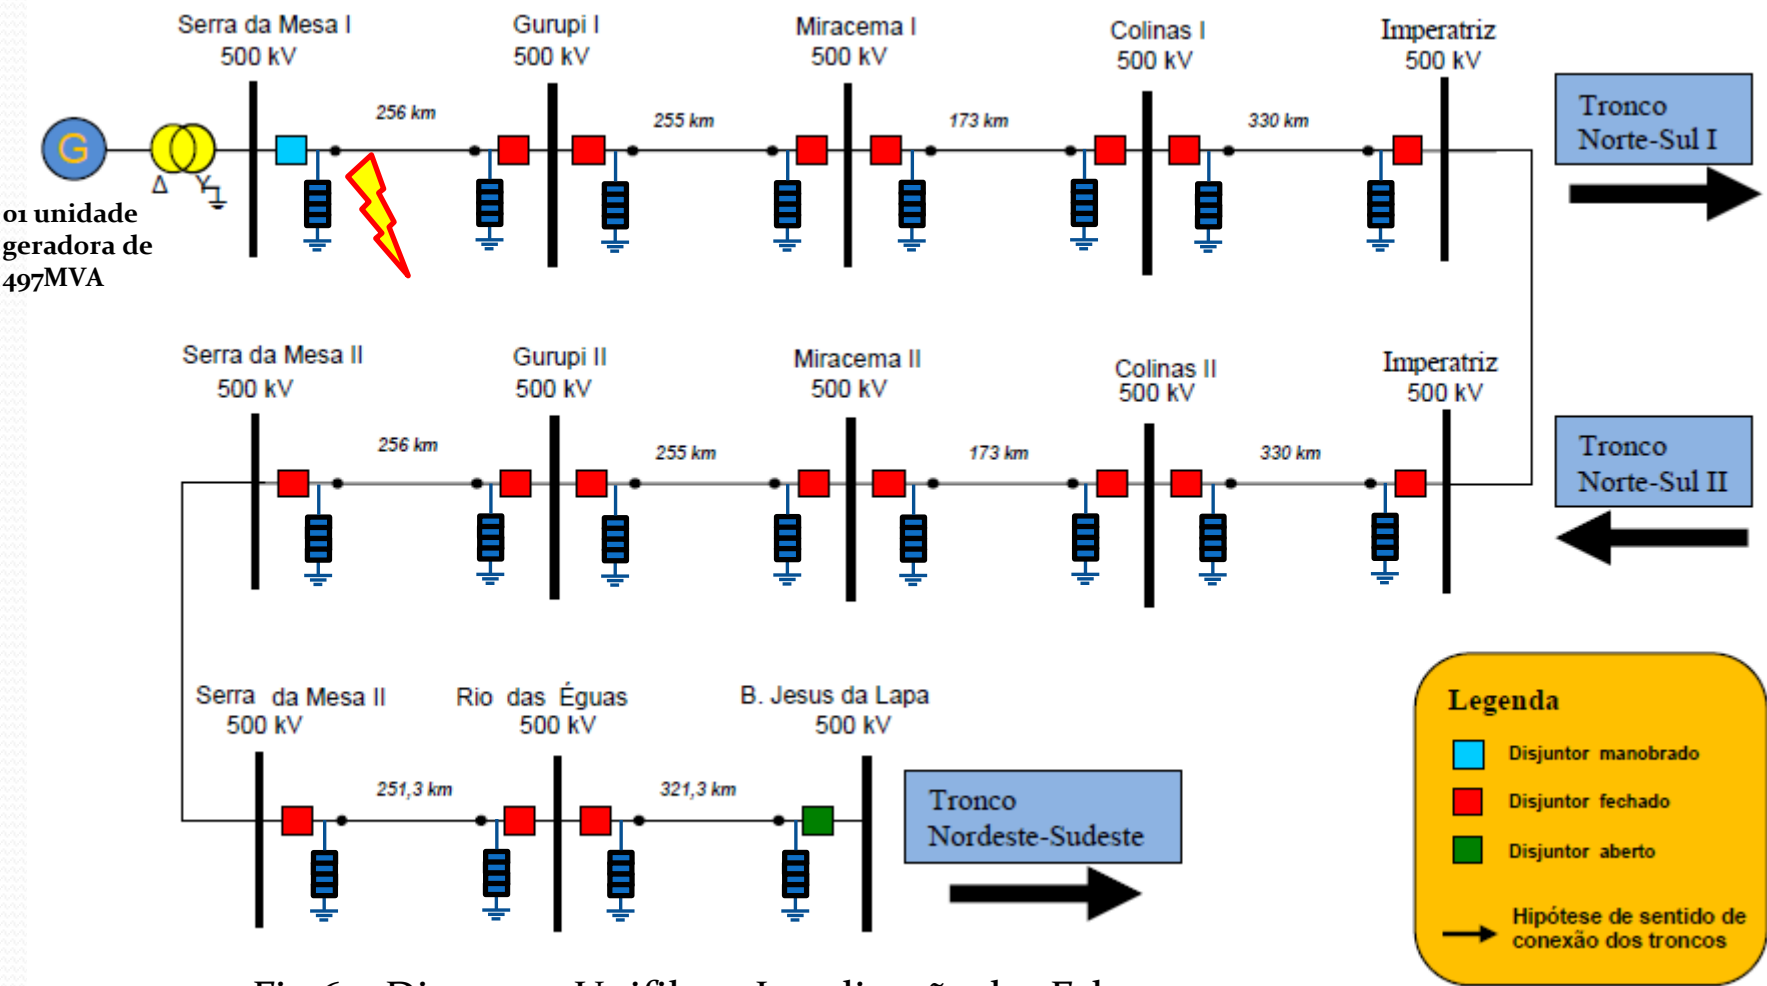 Serra da Mesa I
500 kV
Gurupi I
500 kV
Miracema I
500 kV
Colinas I
500 kV
Imperatriz
500 kV
256 km
255 km
173 km
330 km
Tronco
Norte-Sul I
G
Δ
Y
01 unidade
geradora de
497MVA
Serra da Mesa II
500 kV
Gurupi II
500 kV
Miracema II
500 kV
Colinas II
500 kV
Imperatriz
500 kV
256 km
255 km
173 km
330 km
Tronco
Norte-Sul II
Serra da Mesa II
500 kV
Rio das Éguas
500 kV
B. Jesus da Lapa
500 kV
251,3 km
321,3 km
Tronco
Nordeste-Sudeste
Legenda
Disjuntor manobrado
Disjuntor fechado
Disjuntor aberto
Hipótese de sentido de
conexão dos troncos